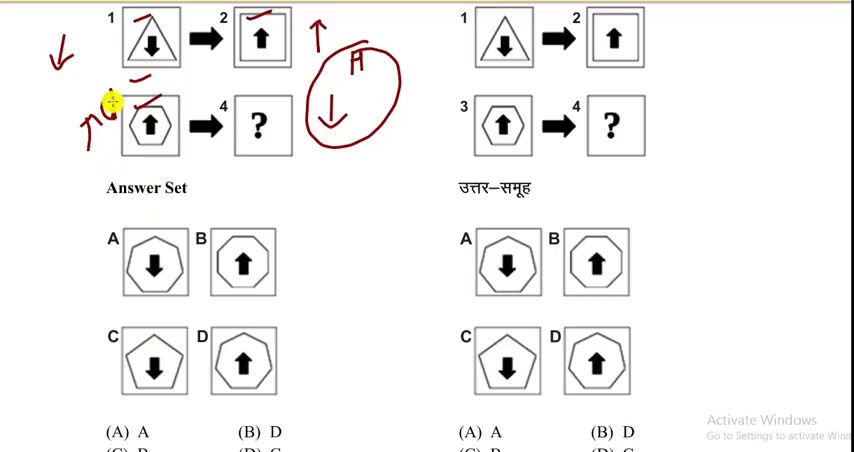 1 2 1 2
A
4 3 4
? ?
Answer Set उत्तर–समूह
A B A B
C D C D
(A) A (B) D (A) A (B) D
Activate Windows
Go to Settings to activate Wind